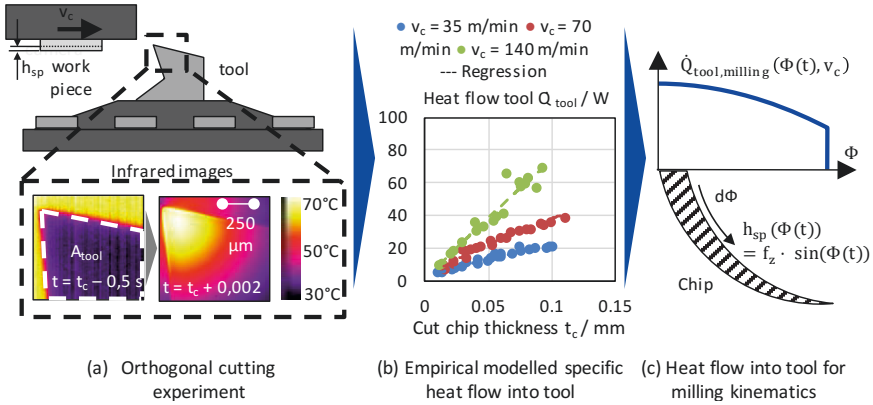 v_c
h_sp work
piece
tool
Infrared images
A_tool
t = t_c – 0,5 s
250
μm
t = t_c + 0,002
70°C
50°C
30°C
(a) Orthogonal cutting
experiment
v_c = 35 m/min v_c = 70
m/min v_c = 140 m/min
--- Regression
Heat flow tool Q_tool / W
100
80
60
40
20
0
0 0.05 0.1 0.15
Cut chip thickness t_c / mm
(b) Empirical modelled specific
heat flow into tool
Q̇_tool,milling (Φ(t), v_c)
Φ
dΦ
h_sp (Φ(t))
= f_z · sin(Φ(t))
Chip
(c) Heat flow into tool for
milling kinematics